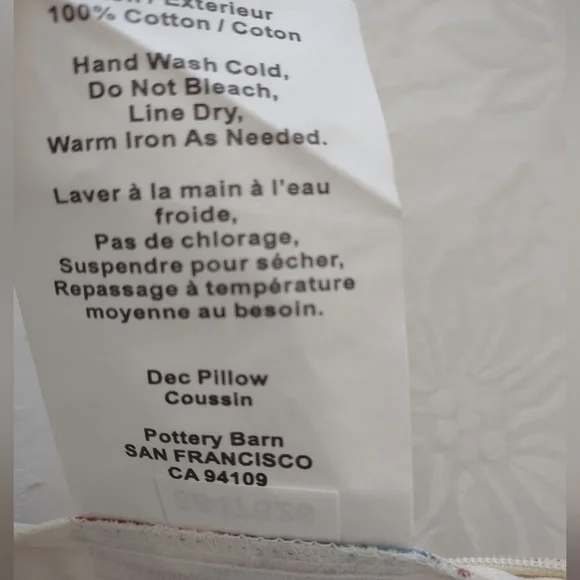 / Exterieur
100% Cotton / Coton
Hand Wash Cold,
Do Not Bleach,
Line Dry,
Warm Iron As Needed.
Laver à la main à l'eau
froide,
Pas de chlorage,
Suspendre pour sécher,
Repassage à température
moyenne au besoin.
Dec Pillow
Coussin
Pottery Barn
SAN FRANCISCO
CA 94109